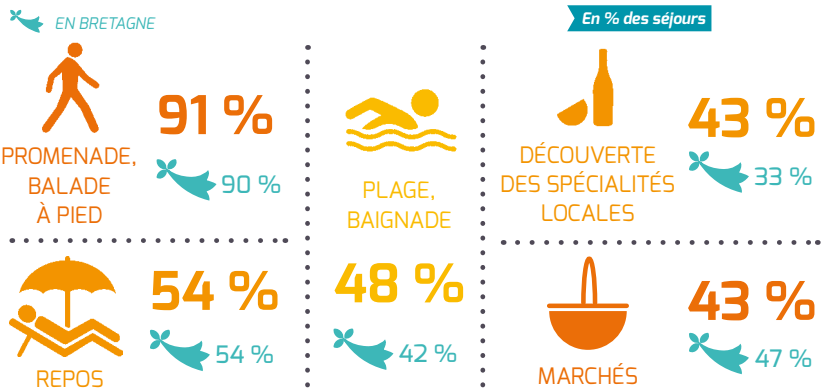 EN BRETAGNE
En % des séjours
91 %
PROMENADE,
BALADE
À PIED
90 %
PLAGE,
BAIGNADE
48 %
42 %
43 %
DÉCOUVERTE
DES SPÉCIALITÉS
LOCALES
33 %
54 %
54 %
REPOS
43 %
47 %
MARCHÉS